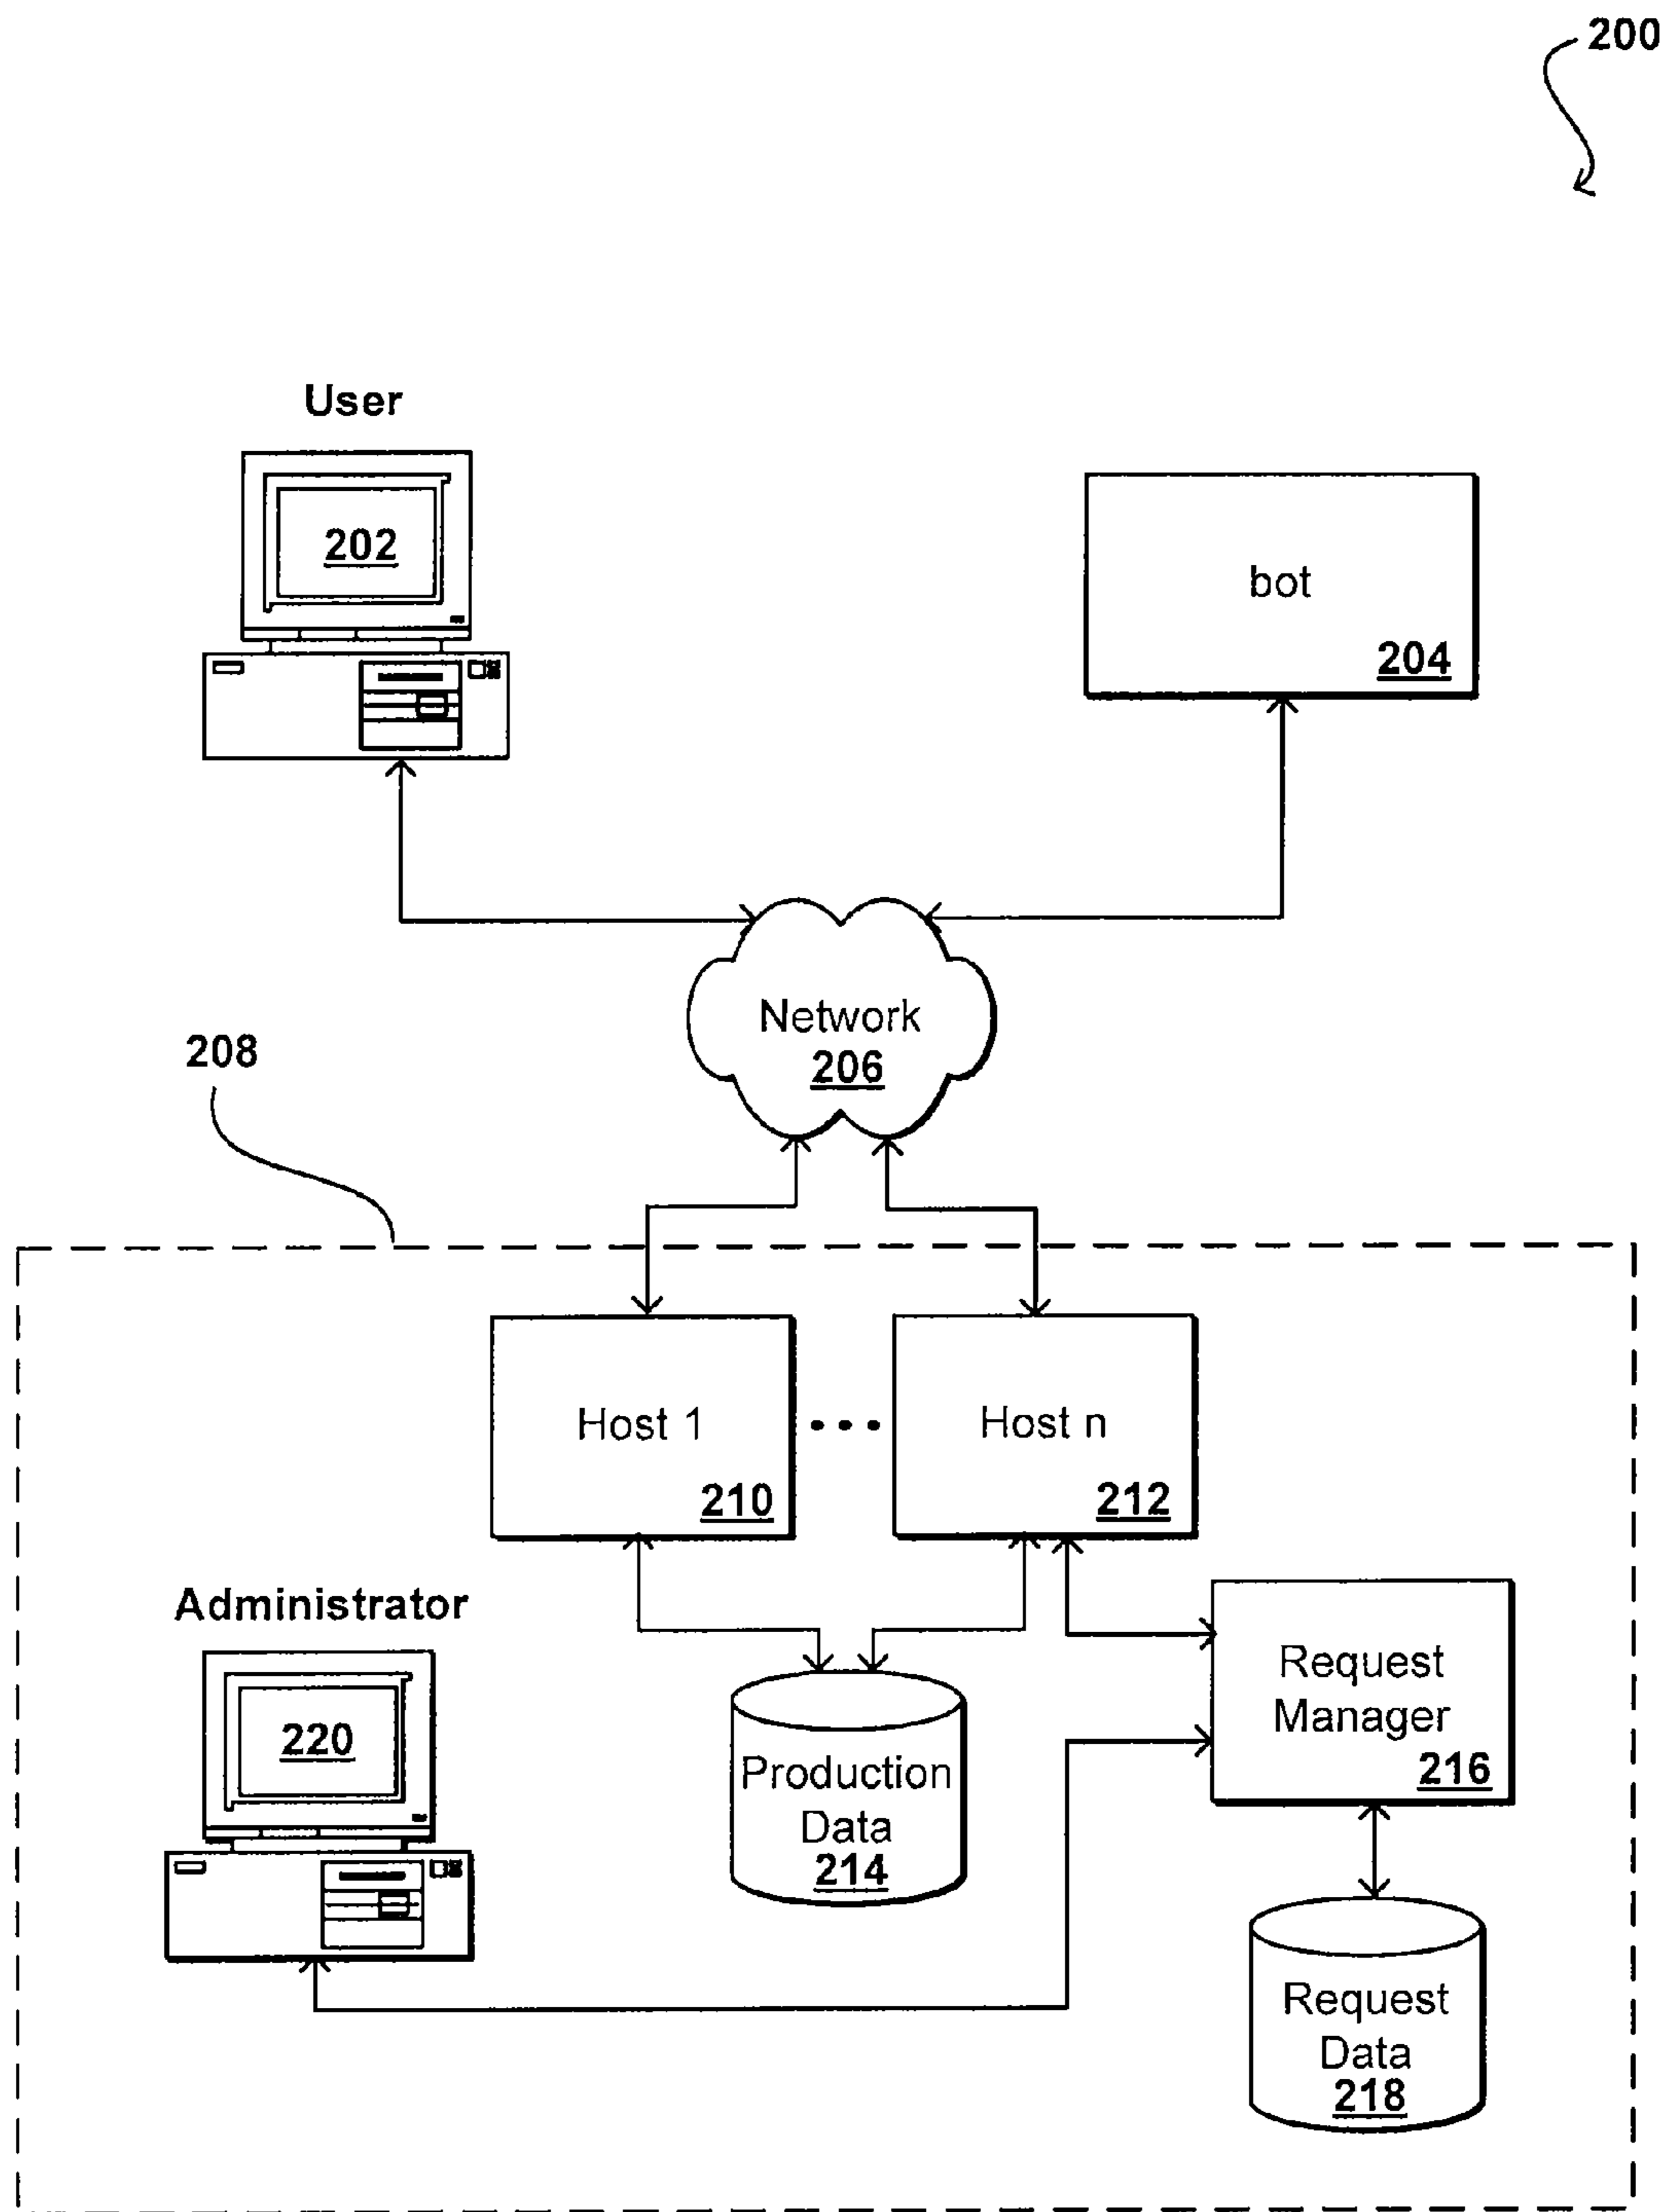 200
User
202
bot
204
Network
206
208
Host 1
210
Host n
212
Administrator
220
Production
Data
214
Request
Manager
216
Request
Data
218